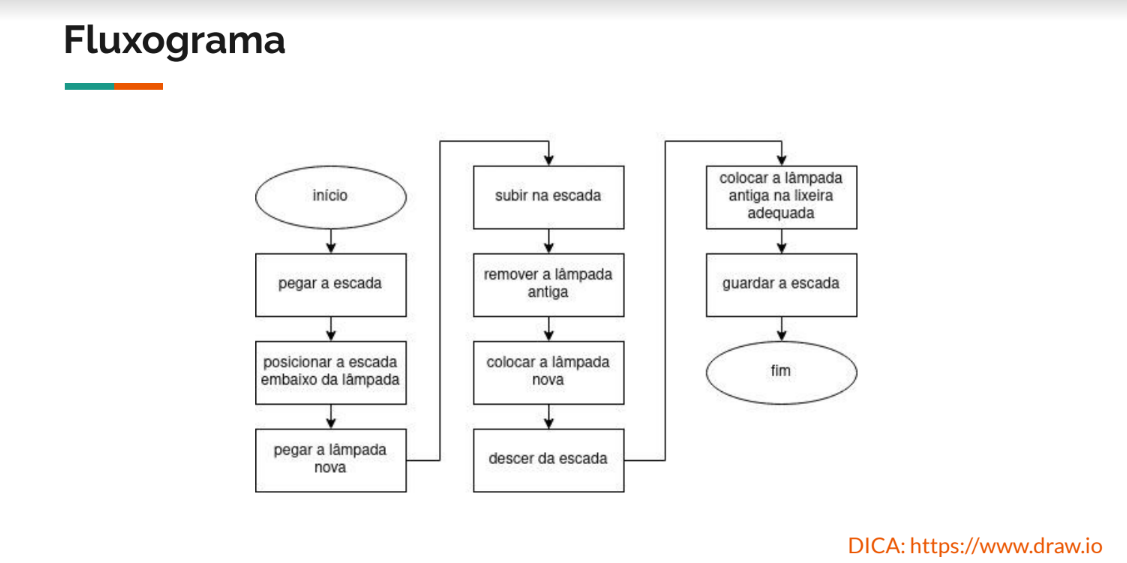 Fluxograma
início
pegar a escada
posicionar a escada
embaixo da lâmpada
pegar a lâmpada
nova
subir na escada
remover a lâmpada
antiga
colocar a lâmpada
nova
descer da escada
colocar a lâmpada
antiga na lixeira
adequada
guardar a escada
fim
DICA: https://www.draw.io